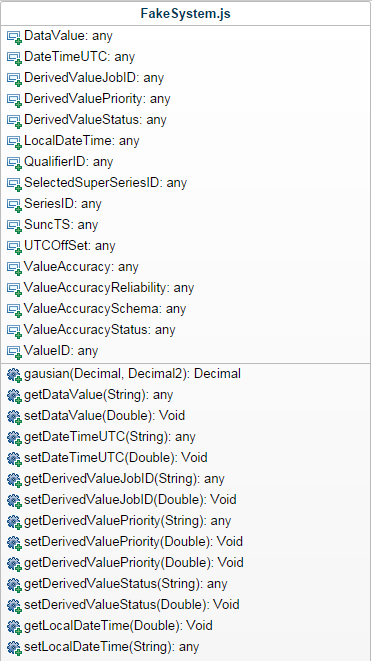 FakeSystem.js
DataValue: any
DateTimeUTC: any
DerivedValueJobID: any
DerivedValuePriority: any
DerivedValueStatus: any
LocalDateTime: any
QualifierID: any
SelectedSuperSeriesID: any
SeriesID: any
SuncTS: any
UTCOffSet: any
ValueAccuracy: any
ValueAccuracyReliability: any
ValueAccuracySchema: any
ValueAccuracyStatus: any
ValueID: any
gausian(Decimal, Decimal2): Decimal
getDataValue(String): any
setDataValue(Double): Void
getDateTimeUTC(String): any
setDateTimeUTC(Double): Void
getDerivedValueJobID(String): any
setDerivedValueJobID(Double): Void
getDerivedValuePriority(String): any
setDerivedValuePriority(Double): Void
getDerivedValuePriority(Double): Void
getDerivedValueStatus(String): any
setDerivedValueStatus(Double): Void
getLocalDateTime(Double): Void
setLocalDateTime(String): any